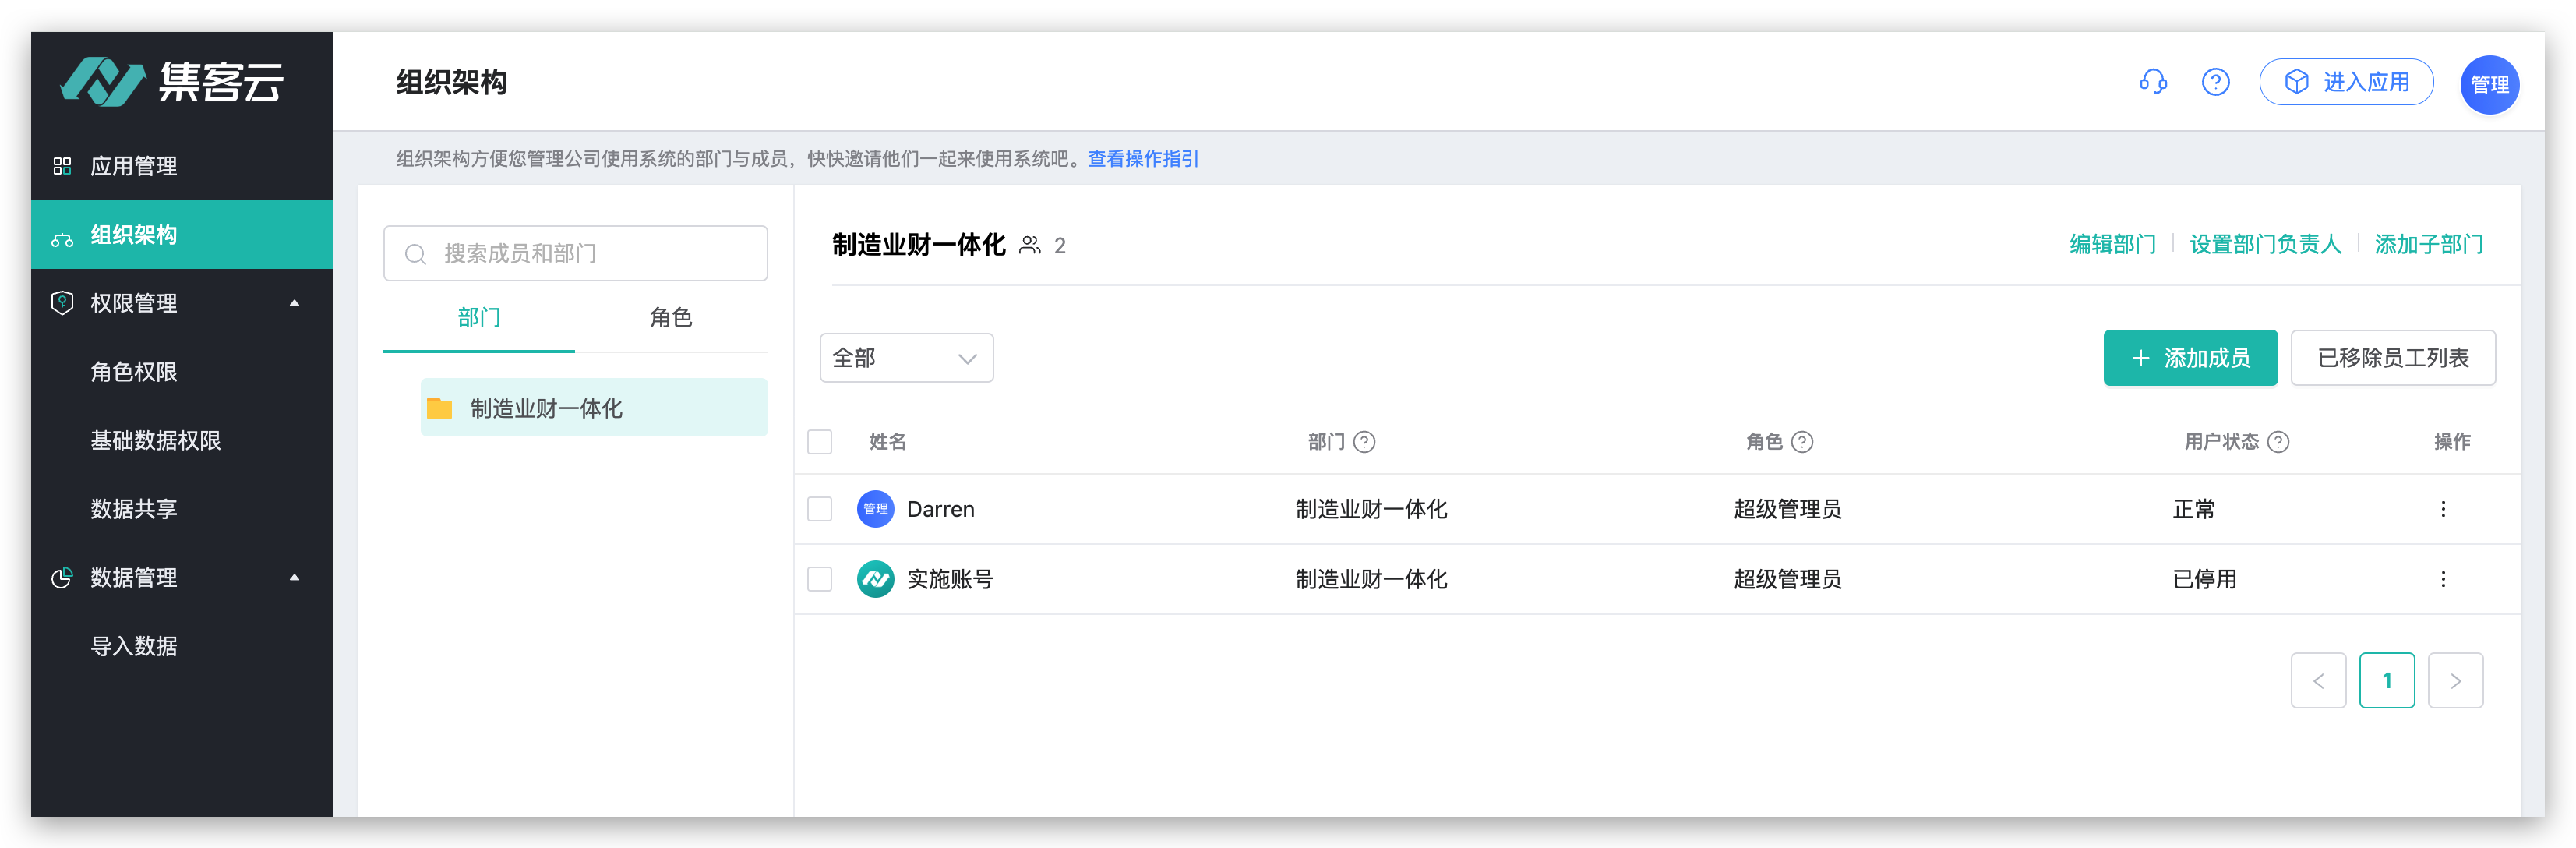 集客云
应用管理
组织架构
权限管理
角色权限
基础数据权限
数据共享
数据管理
导入数据
组织架构
进入应用
管理
组织架构方便您管理公司使用系统的部门与成员，快快邀请他们一起来使用系统吧。查看操作指引
搜索成员和部门
部门 角色
制造业财一体化
制造业财一体化 2
编辑部门 设置部门负责人 添加子部门
全部
添加成员 已移除员工列表
姓名 部门 角色 用户状态 操作
管理 Darren 制造业财一体化 超级管理员 正常
实施账号 制造业财一体化 超级管理员 已停用
< 1 >